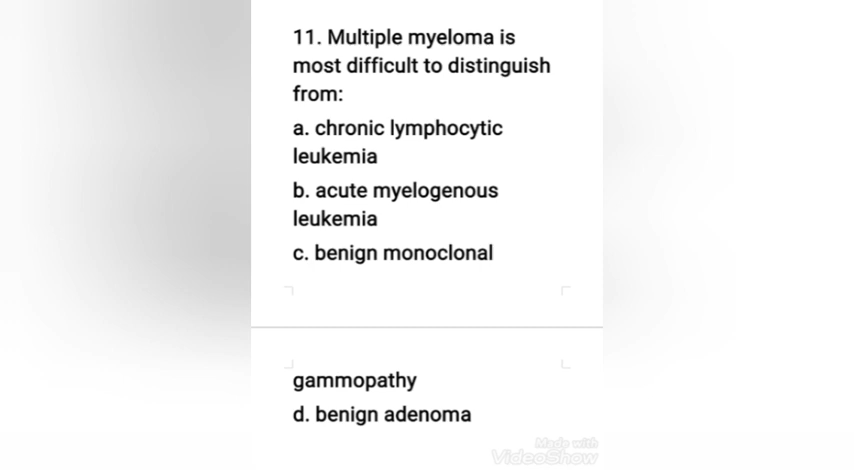 11. Multiple myeloma is
most difficult to distinguish
from:
a. chronic lymphocytic
leukemia
b. acute myelogenous
leukemia
c. benign monoclonal
gammopathy
d. benign adenoma
Made with
VideoShow